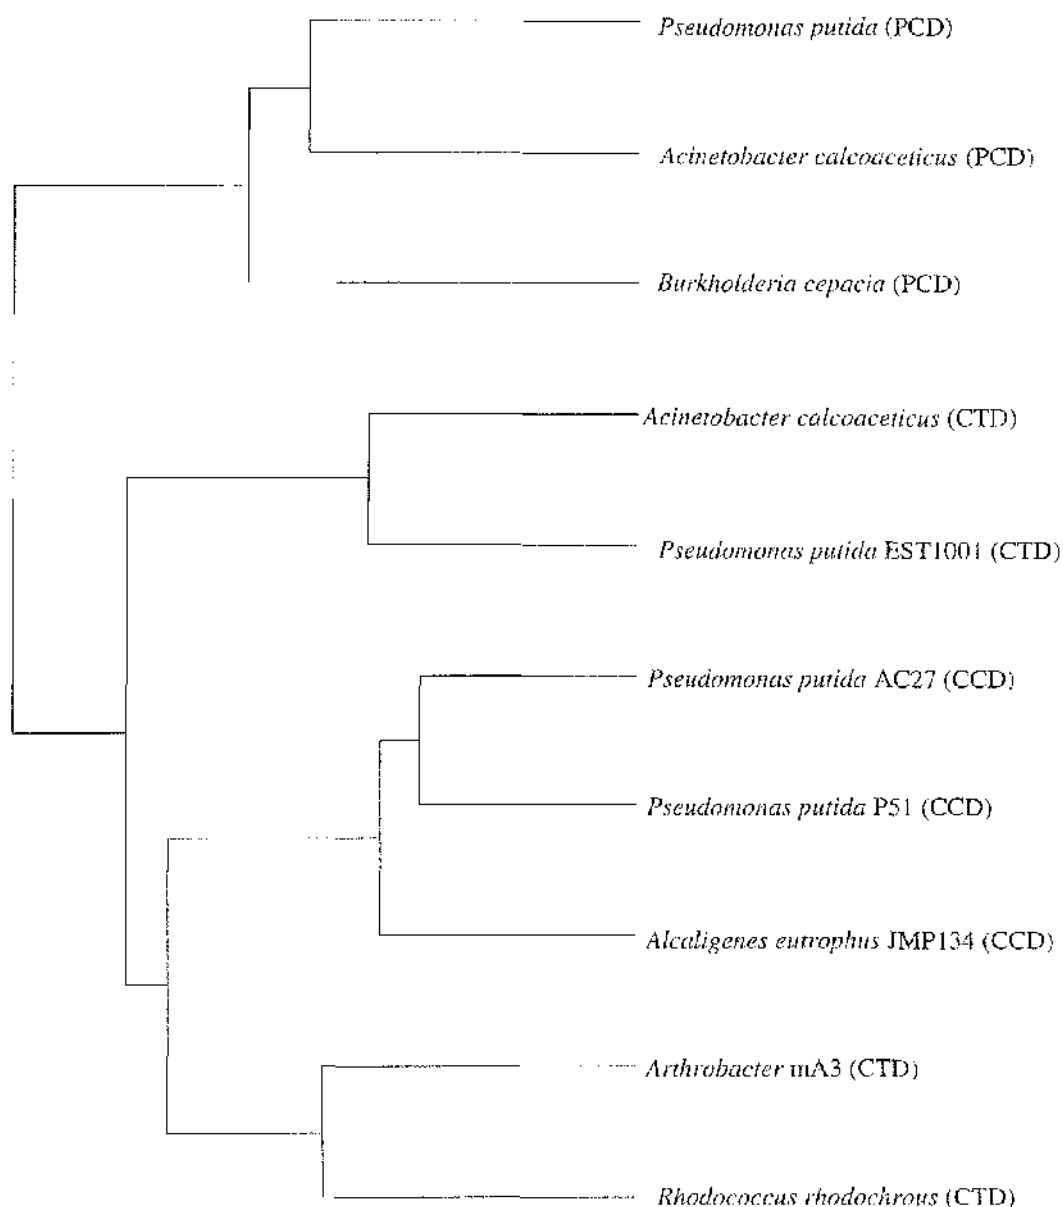 Pseudomonas putida (PCD)
Acinetobacter calcoaceticus (PCD)
Burkholderia cepacia (PCD)
Acinetobacter calcoaceticus (CTD)
Pseudomonas putida EST1001 (CTD)
Pseudomonas putida AC27 (CCD)
Pseudomonas putida P51 (CCD)
Alcaligenes eutrophus JMP134 (CCD)
Arthrobacter mA3 (CTD)
Rhodococcus rhodochrous (CTD)